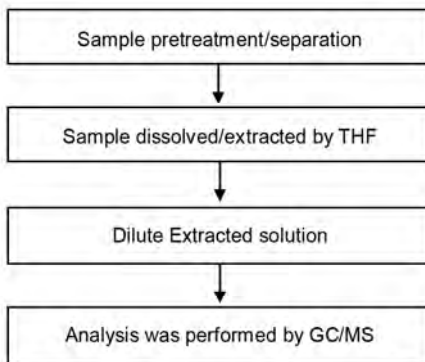 Sample pretreatment/separation
Sample dissolved/extracted by THF
Dilute Extracted solution
Analysis was performed by GC/MS